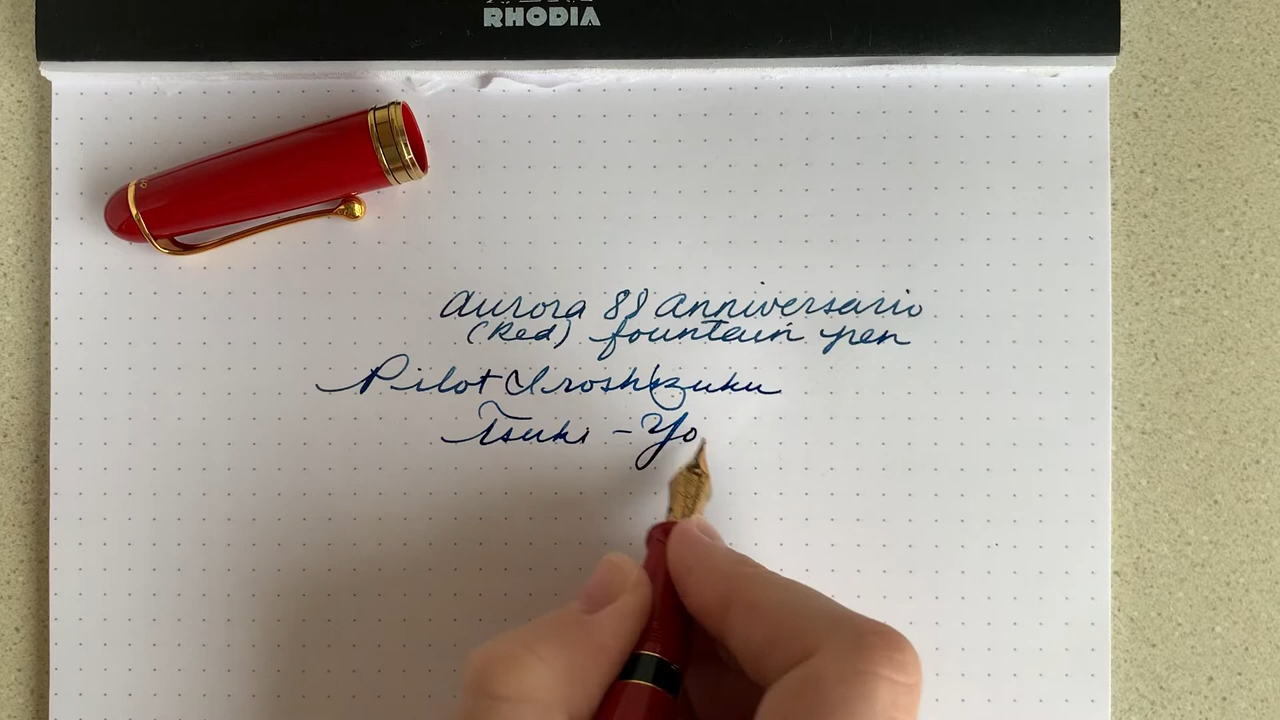 RHODIA
Aurora 88 Anniversario
(Red) fountain pen
Pilot Iroshizuku
Tsuki-Yo